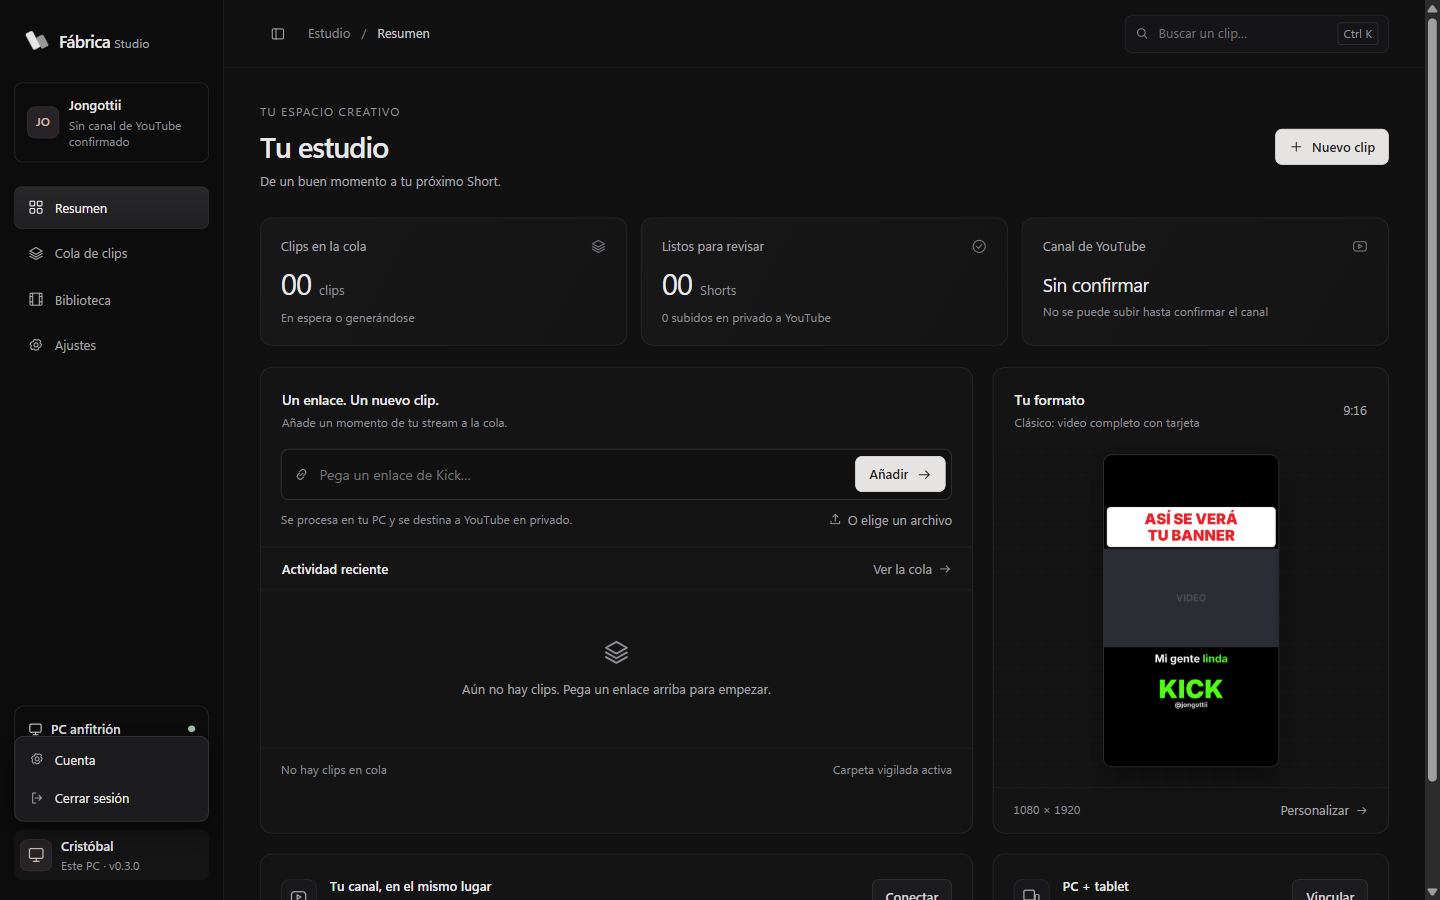 Fábrica Studio
Jongottii
JO
Sin canal de YouTube
confirmado
Resumen
Cola de clips
Biblioteca
Ajustes
PC anfitrión
Cuenta
Cerrar sesión
Cristóbal
Este PC · v0.3.0
Estudio / Resumen
Buscar un clip...
Ctrl K
TU ESPACIO CREATIVO
Tu estudio
De un buen momento a tu próximo Short.
Nuevo clip
Clips en la cola
00 clips
En espera o generándose
Listos para revisar
00 Shorts
0 subidos en privado a YouTube
Canal de YouTube
Sin confirmar
No se puede subir hasta confirmar el canal
Un enlace. Un nuevo clip.
Añade un momento de tu stream a la cola.
Pega un enlace de Kick...
Añadir
Se procesa en tu PC y se destina a YouTube en privado.
O elige un archivo
Actividad reciente
Ver la cola
Aún no hay clips. Pega un enlace arriba para empezar.
No hay clips en cola
Carpeta vigilada activa
Tu formato
Clásico: video completo con tarjeta
9:16
ASÍ SE VERÁ
TU BANNER
VIDEO
Mi gente linda
KICK
@jongottii
1080 × 1920
Personalizar
Tu canal, en el mismo lugar
Conectar
PC + tablet
Vincular